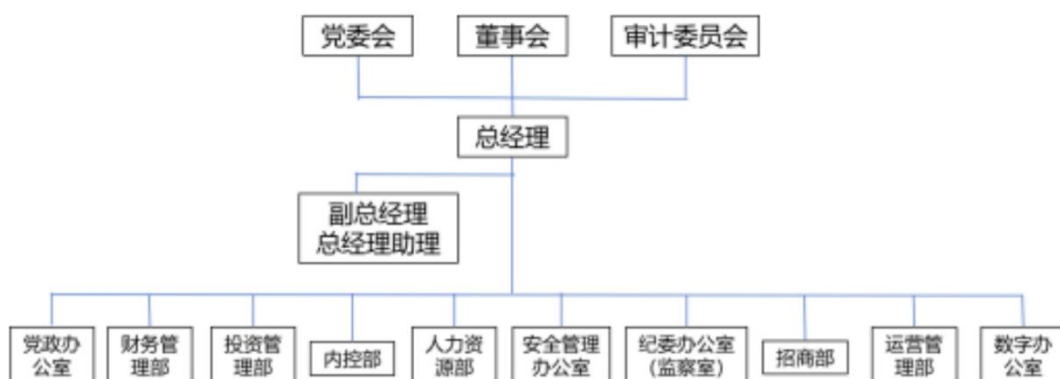 党委会
董事会
审计委员会
总经理
副总经理
总经理助理
党政办
公室
财务管
理部
投资管
理部
内控部
人力资
源部
安全管理
办公室
纪委办公室
(监察室)
招商部
运营管
理部
数字办
公室